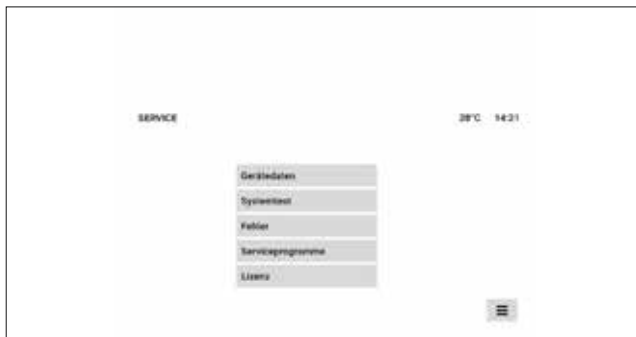 SERVICE 28°C 14:21
Gerätedaten
Systemtest
Fehler
Serviceprogramme
Lizenz